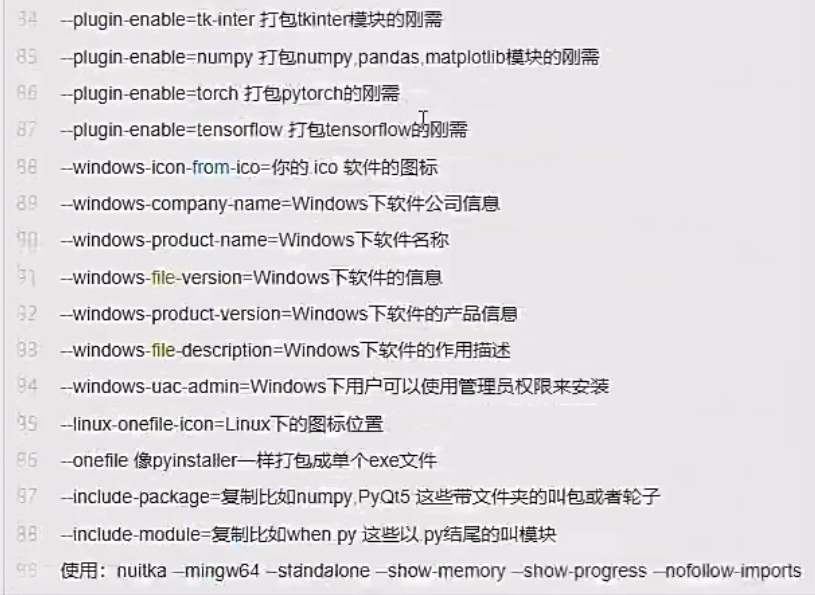 84 --plugin-enable=tk-inter 打包tkinter模块的刚需
85 --plugin-enable=numpy 打包numpy,pandas,matplotlib模块的刚需
86 --plugin-enable=torch 打包pytorch的刚需
87 --plugin-enable=tensorflow 打包tensorflow的刚需
88 --windows-icon-from-ico=你的.ico 软件的图标
89 --windows-company-name=Windows下软件公司信息
90 --windows-product-name=Windows下软件名称
91 --windows-file-version=Windows下软件的信息
92 --windows-product-version=Windows下软件的产品信息
93 --windows-file-description=Windows下软件的作用描述
94 --windows-uac-admin=Windows下用户可以使用管理员权限来安装
95 --linux-onefile-icon=Linux下的图标位置
96 --onefile 像pyinstaller一样打包成单个exe文件
97 --include-package=复制比如numpy,PyQt5 这些带文件夹的叫包或者轮子
98 --include-module=复制比如when.py 这些以.py结尾的叫模块
99 使用：nuitka --mingw64 --standalone --show-memory --show-progress --nofollow-imports